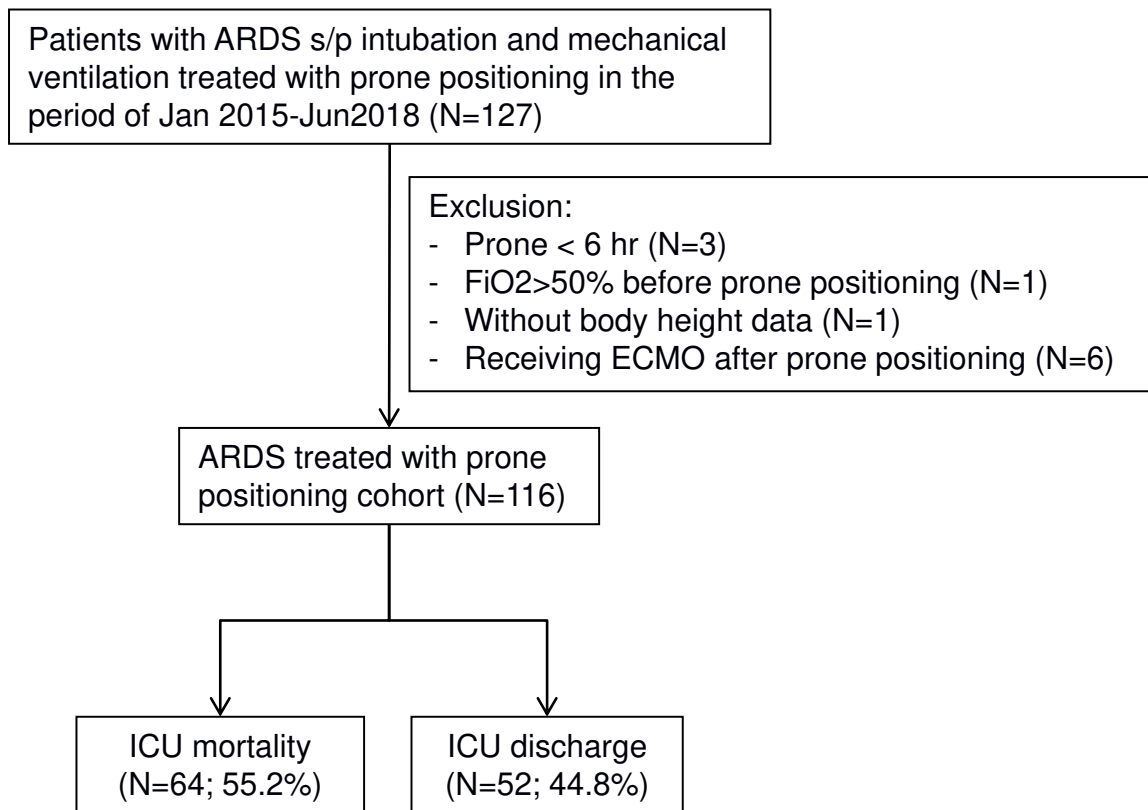 Patients with ARDS s/p intubation and mechanical
ventilation treated with prone positioning in the
period of Jan 2015-Jun2018 (N=127)
Exclusion:
- Prone < 6 hr (N=3)
- FiO2>50% before prone positioning (N=1)
- Without body height data (N=1)
- Receiving ECMO after prone positioning (N=6)
ARDS treated with prone
positioning cohort (N=116)
ICU mortality
(N=64; 55.2%)
ICU discharge
(N=52; 44.8%)